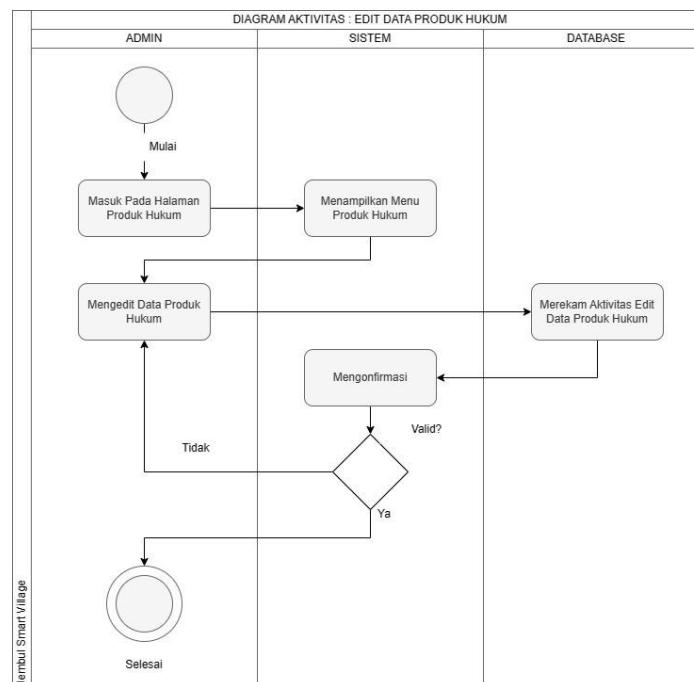 DIAGRAM AKTIVITAS : EDIT DATA PRODUK HUKUM
ADMIN
SISTEM
DATABASE
Mulai
Masuk Pada Halaman
Produk Hukum
Menampilkan Menu
Produk Hukum
Mengedit Data Produk
Hukum
Merekam Aktivitas Edit
Data Produk Hukum
Mengonfirmasi
Valid?
Tidak
Ya
Selesai
Smart Village